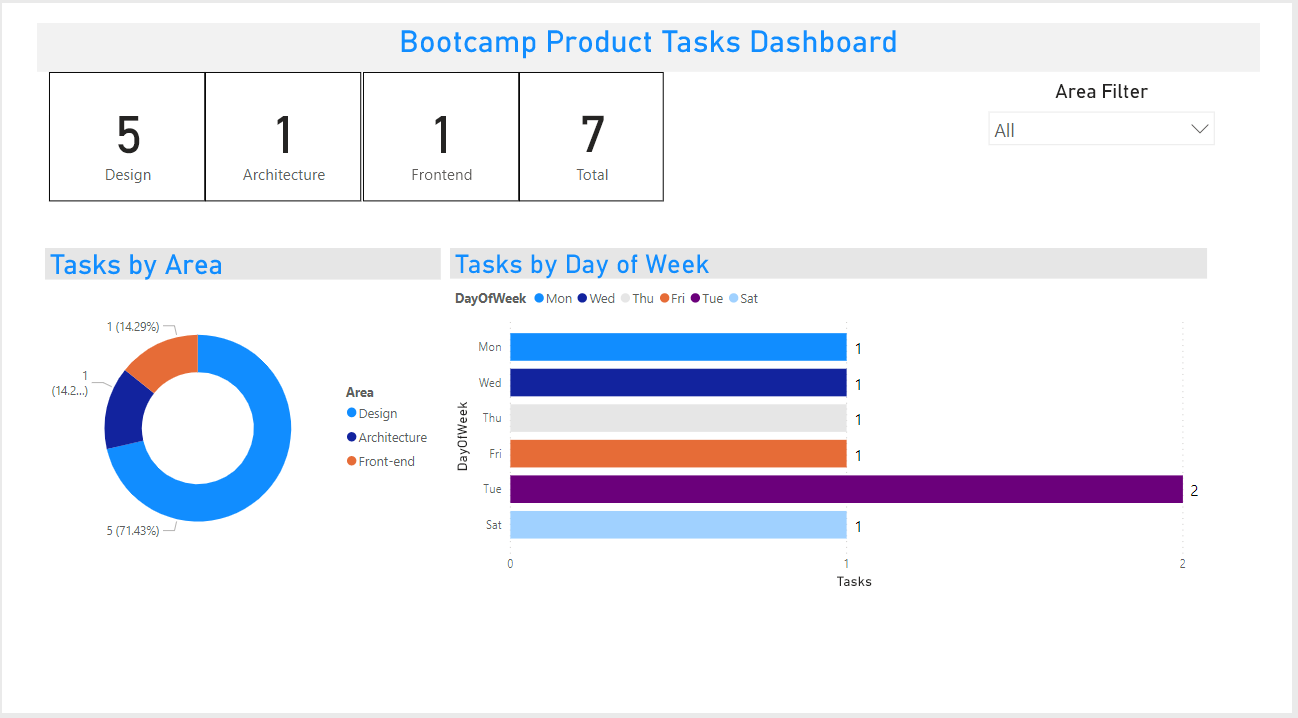 Bootcamp Product Tasks Dashboard
5
Design
1
Architecture
1
Frontend
7
Total
Area Filter
All
Tasks by Area
1 (14.29%)
1
(14.2...)
5 (71.43%)
Area
Design
Architecture
Front-end
Tasks by Day of Week
DayOfWeek Mon Wed Thu Fri Tue Sat
DayOfWeek
Mon 1
Wed 1
Thu 1
Fri 1
Tue 2
Sat 1
0 1 2
Tasks